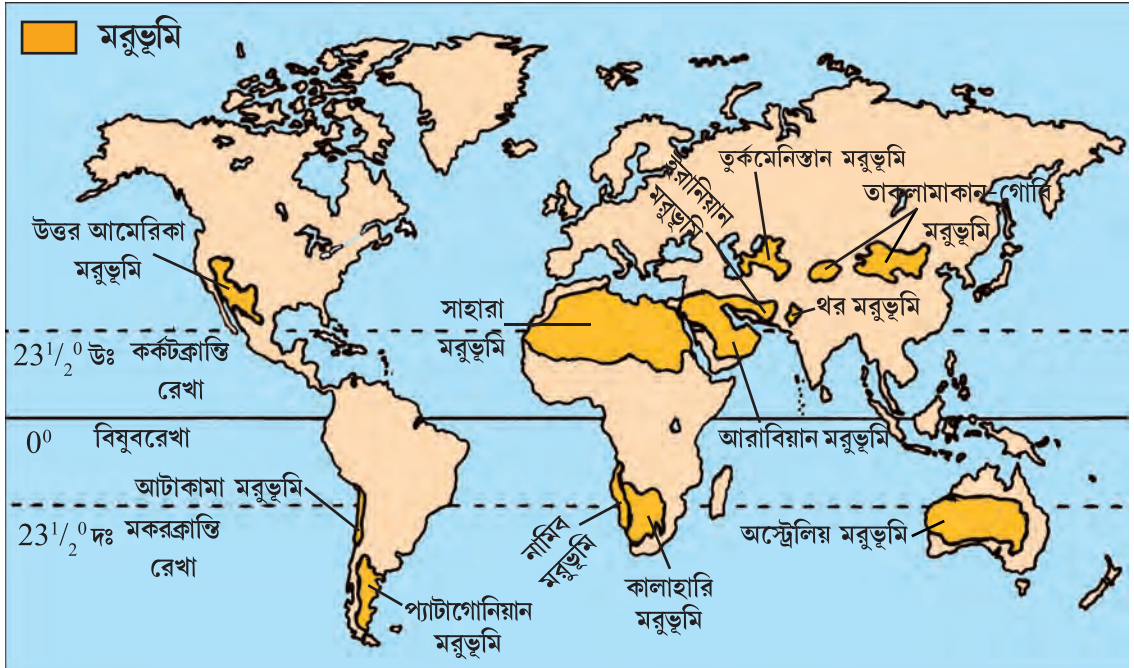 মরুভূমি
তুর্কমেনিস্তান মরুভূমি
ইরানিয়ান
মরুভূমি
তাকলামাকান-গোবি
মরুভূমি
উত্তর আমেরিকা
মরুভূমি
সাহারা
মরুভূমি
থর মরুভূমি
23¹/₂⁰ উঃ কর্কটক্রান্তি
রেখা
0⁰ বিষুবরেখা
আরাবিয়ান মরুভূমি
আটাকামা মরুভূমি
23¹/₂⁰ দঃ মকরক্রান্তি
রেখা
নামিব
মরুভূমি
অস্ট্রেলিয় মরুভূমি
কালাহারি
মরুভূমি
প্যাটাগোনিয়ান
মরুভূমি